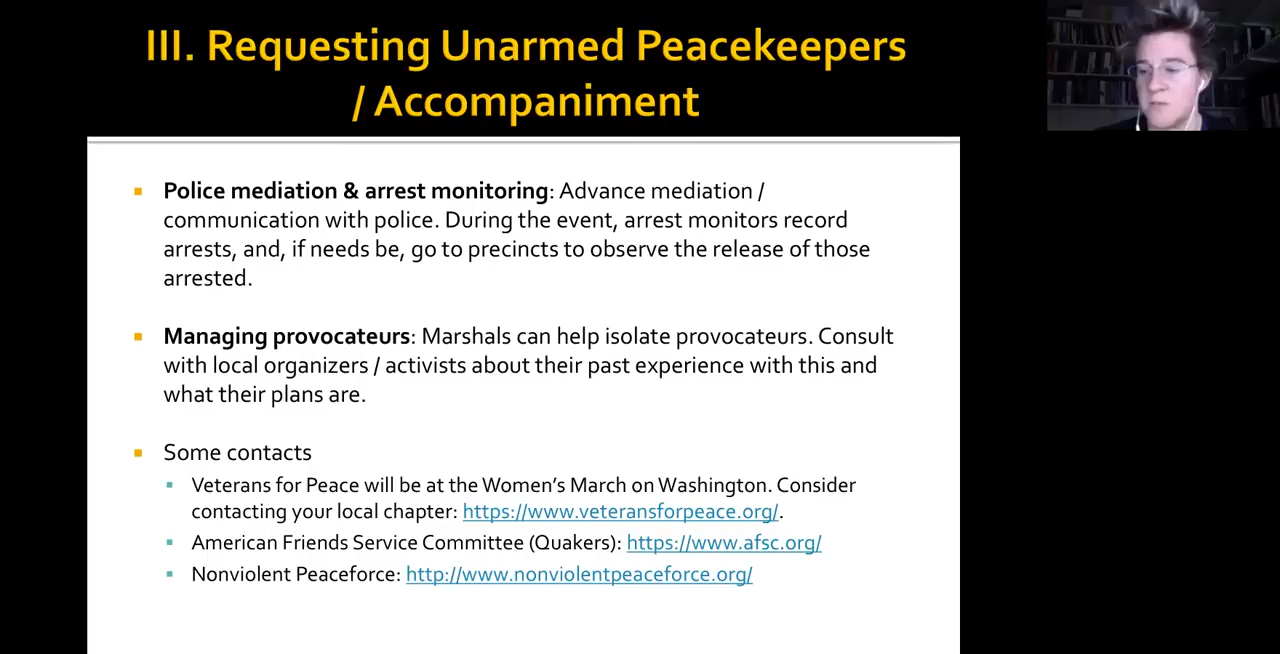 III. Requesting Unarmed Peacekeepers
/ Accompaniment
Police mediation & arrest monitoring: Advance mediation /
communication with police. During the event, arrest monitors record
arrests, and, if needs be, go to precincts to observe the release of those
arrested.
Managing provocateurs: Marshals can help isolate provocateurs. Consult
with local organizers / activists about their past experience with this and
what their plans are.
Some contacts
Veterans for Peace will be at the Women's March on Washington. Consider
contacting your local chapter: https://www.veteransforpeace.org/.
American Friends Service Committee (Quakers): https://www.afsc.org/
Nonviolent Peaceforce: http://www.nonviolentpeaceforce.org/